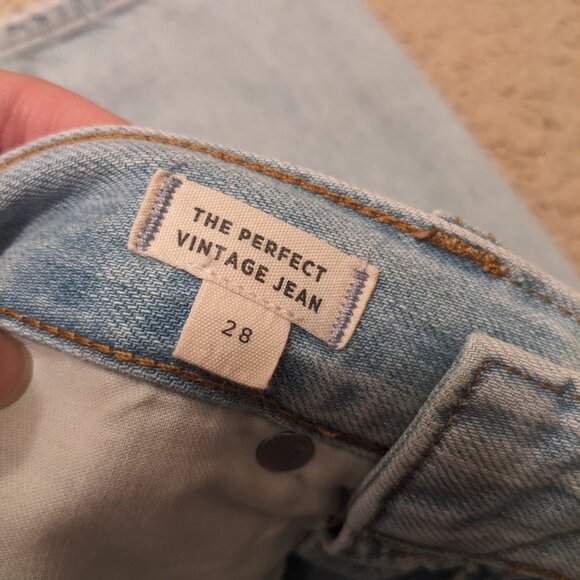 THE PERFECT
VINTAGE JEAN
28